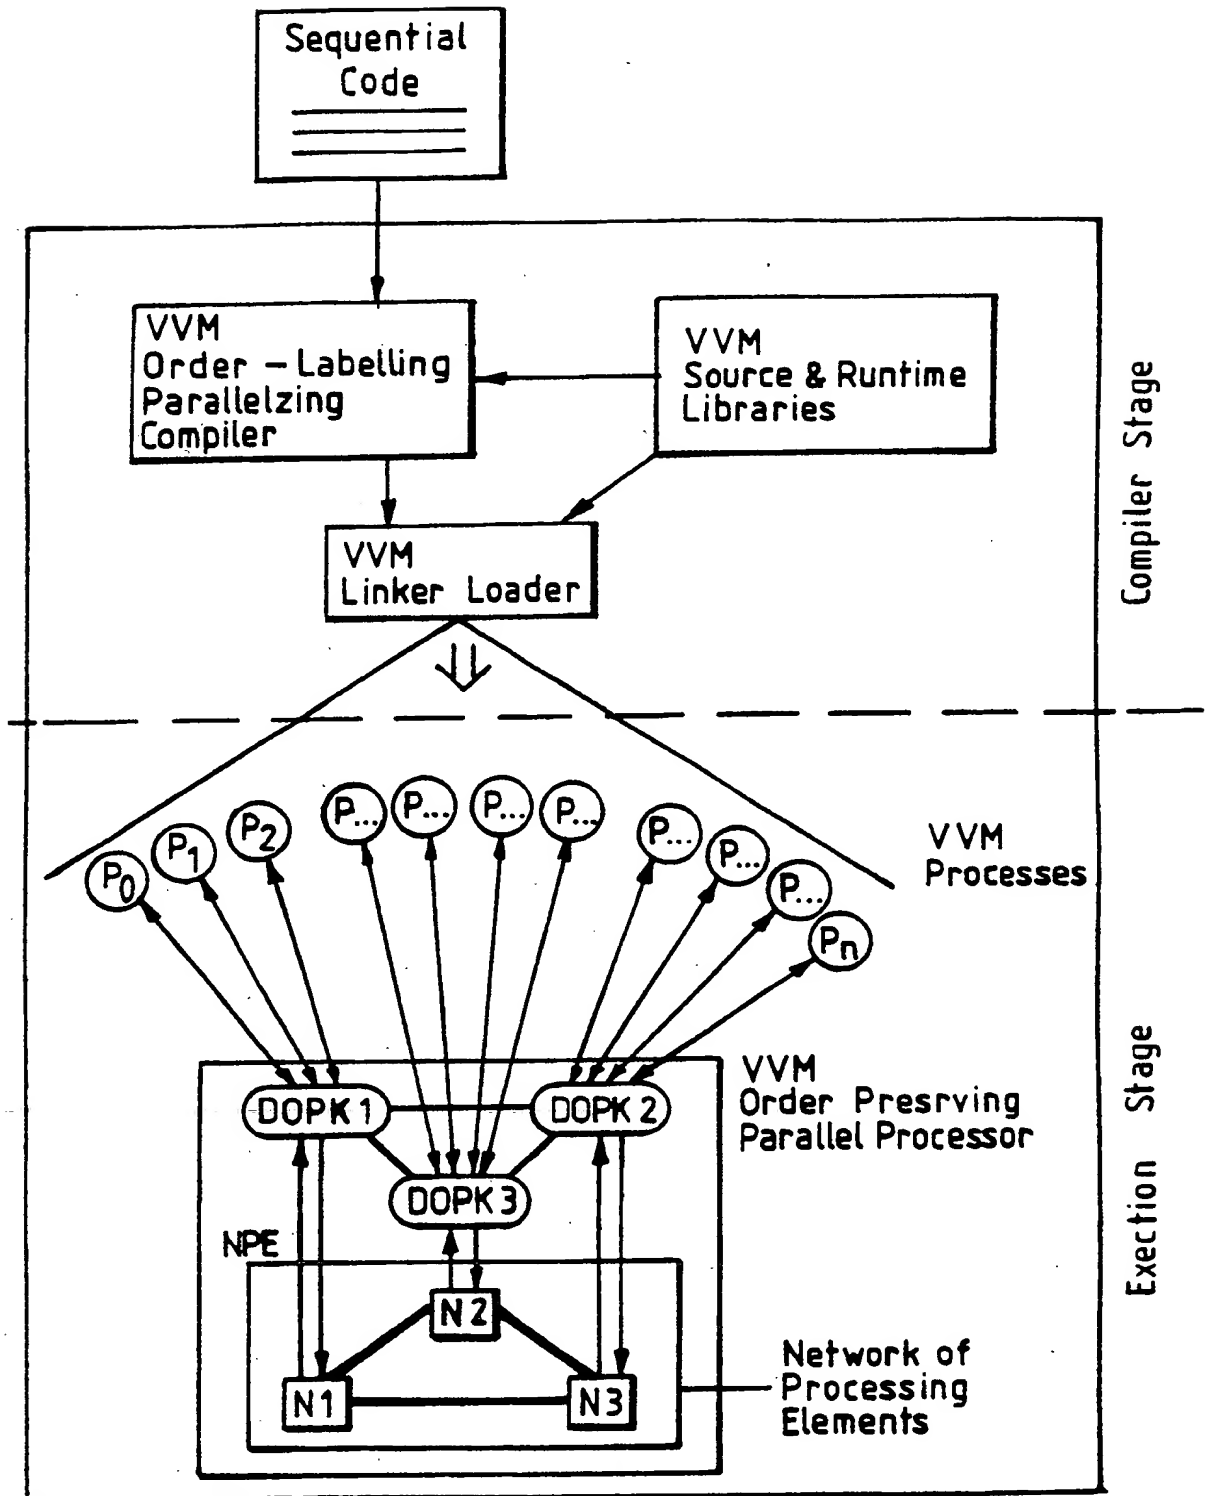 Sequential
Code
VVM
Order - Labelling
Parallelzing
Compiler
VVM
Source & Runtime
Libraries
VVM
Linker Loader
Compiler Stage
P0
P1
P2
P...
P...
P...
P...
P...
P...
P...
Pn
VVM
Processes
DOPK 1
DOPK 2
DOPK 3
VVM
Order Presrving
Parallel Processor
NPE
N1
N2
N3
Network of
Processing
Elements
Exection Stage